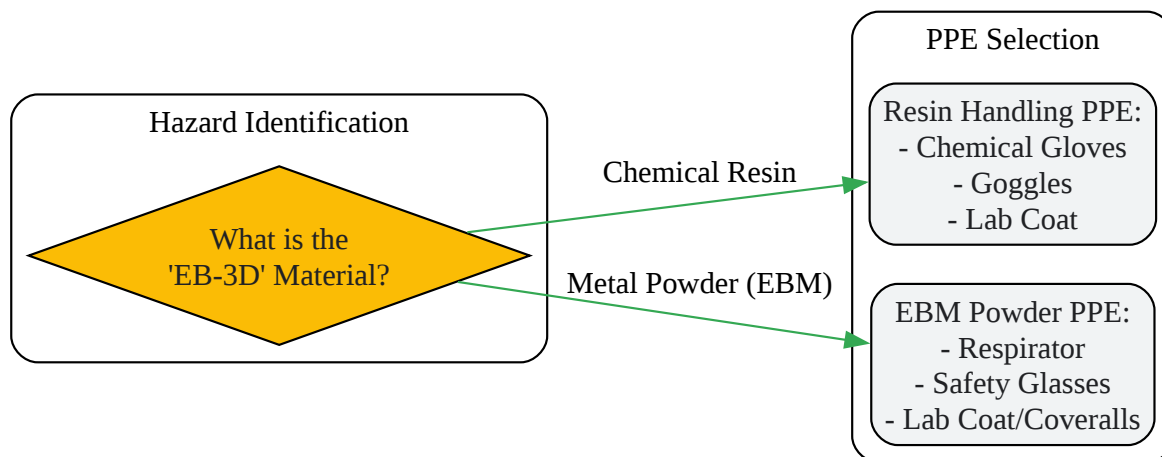 Hazard Identification
What is the
'EB-3D' Material?
Chemical Resin
Metal Powder (EBM)
PPE Selection
Resin Handling PPE:
- Chemical Gloves
- Goggles
- Lab Coat
EBM Powder PPE:
- Respirator
- Safety Glasses
- Lab Coat/Coveralls